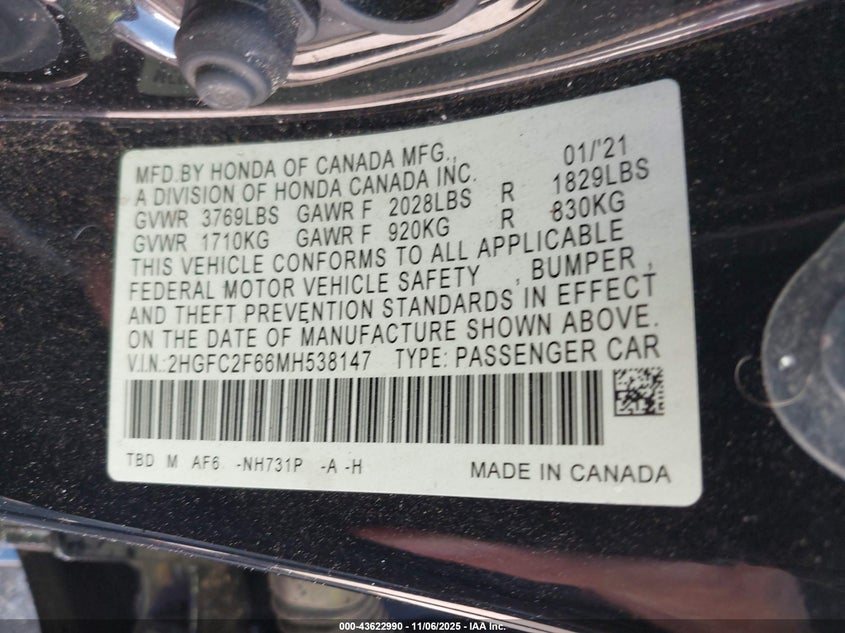 MFD.BY HONDA OF CANADA MFG., 01/'21
A DIVISION OF HONDA CANADA INC.
GVWR 3769LBS GAWR F 2028LBS R 1829LBS
GVWR 1710KG GAWR F 920KG R 830KG
THIS VEHICLE CONFORMS TO ALL APPLICABLE
FEDERAL MOTOR VEHICLE SAFETY , BUMPER ,
AND THEFT PREVENTION STANDARDS IN EFFECT
ON THE DATE OF MANUFACTURE SHOWN ABOVE.
V.I.N.:2HGFC2F66MH538147 TYPE: PASSENGER CAR
TBD M AF6 -NH731P -A -H MADE IN CANADA
000-43622990 - 11/06/2025 - IAA Inc.